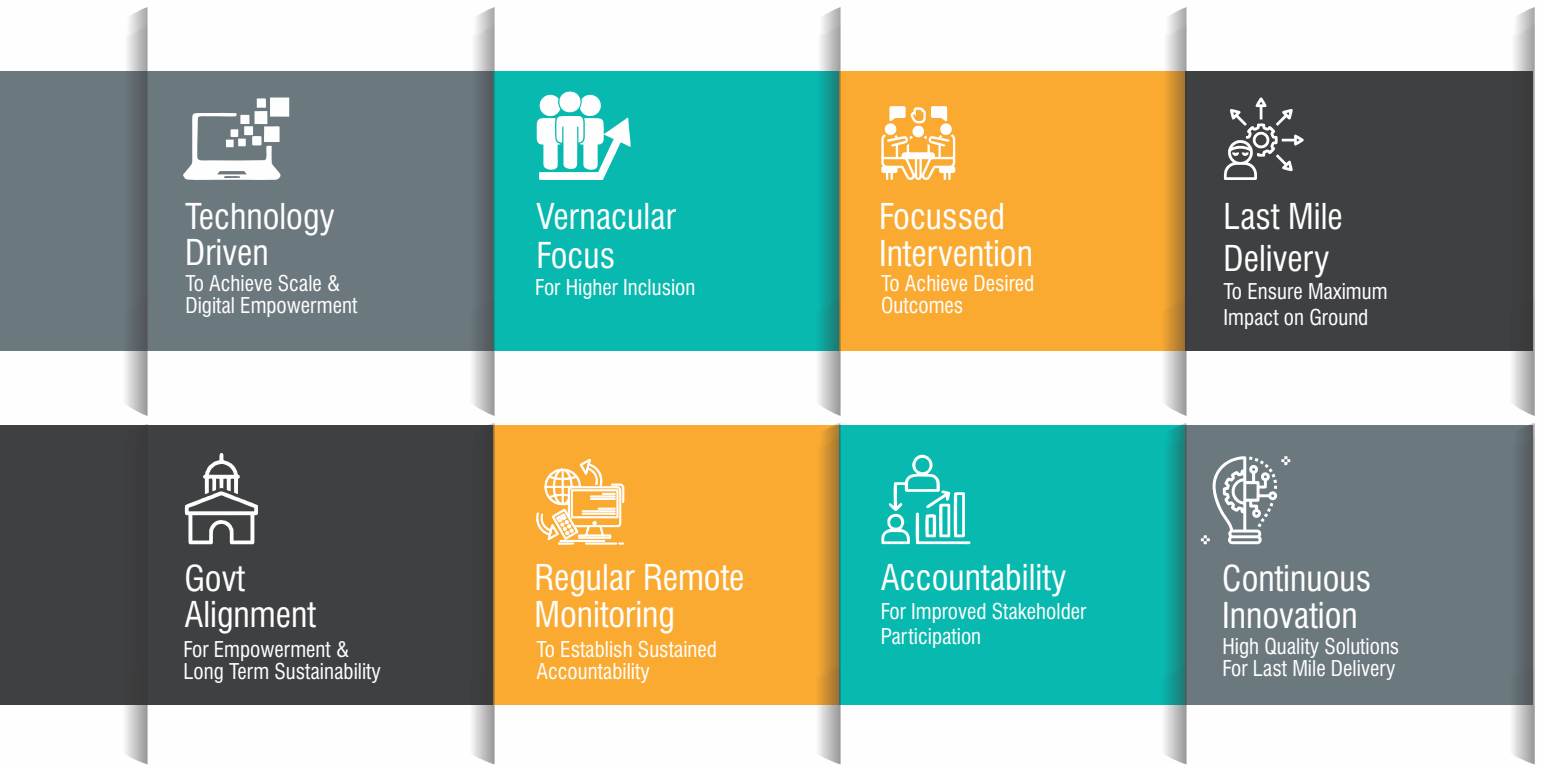 Technology
Driven
To Achieve Scale &
Digital Empowerment
Vernacular
Focus
For Higher Inclusion
Focussed
Intervention
To Achieve Desired
Outcomes
Last Mile
Delivery
To Ensure Maximum
Impact on Ground
Govt
Alignment
For Empowerment &
Long Term Sustainability
Regular Remote
Monitoring
To Establish Sustained
Accountability
Accountability
For Improved Stakeholder
Participation
Continuous
Innovation
High Quality Solutions
For Last Mile Delivery